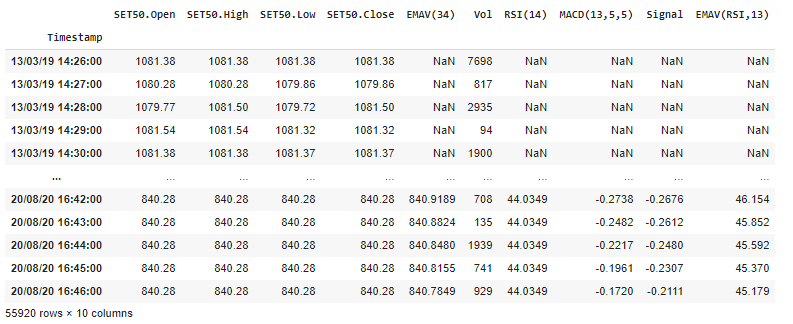 SET50.Open SET50.High SET50.Low SET50.Close EMAV(34) Vol RSI(14) MACD(13,5,5) Signal EMAV(RSI,13)
Timestamp
13/03/19 14:26:00 1081.38 1081.38 1081.38 1081.38 NaN 7698 NaN NaN NaN NaN
13/03/19 14:27:00 1080.28 1080.28 1079.86 1079.86 NaN 817 NaN NaN NaN NaN
13/03/19 14:28:00 1079.77 1081.50 1079.72 1081.50 NaN 2935 NaN NaN NaN NaN
13/03/19 14:29:00 1081.54 1081.54 1081.32 1081.32 NaN 94 NaN NaN NaN NaN
13/03/19 14:30:00 1081.38 1081.38 1081.37 1081.37 NaN 1900 NaN NaN NaN NaN
... ... ... ... ... ... ... ... ... ... ...
20/08/20 16:42:00 840.28 840.28 840.28 840.28 840.9189 708 44.0349 -0.2738 -0.2676 46.154
20/08/20 16:43:00 840.28 840.28 840.28 840.28 840.8824 135 44.0349 -0.2482 -0.2612 45.852
20/08/20 16:44:00 840.28 840.28 840.28 840.28 840.8480 1939 44.0349 -0.2217 -0.2480 45.592
20/08/20 16:45:00 840.28 840.28 840.28 840.28 840.8155 741 44.0349 -0.1961 -0.2307 45.370
20/08/20 16:46:00 840.28 840.28 840.28 840.28 840.7849 929 44.0349 -0.1720 -0.2111 45.179
55920 rows × 10 columns